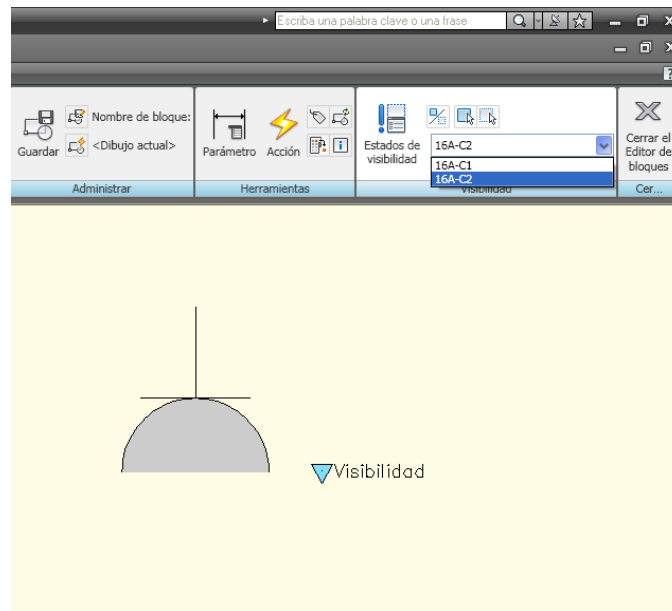 Escriba una palabra clave o una frase
Nombre de bloque:
<Dibujo actual>
Guardar
Administrar
Parámetro
Acción
Herramientas
Estados de
visibilidad
16A-C2
16A-C1
16A-C2
Visibilidad
Cerrar el
Editor de
bloques
Cer...
Visibilidad